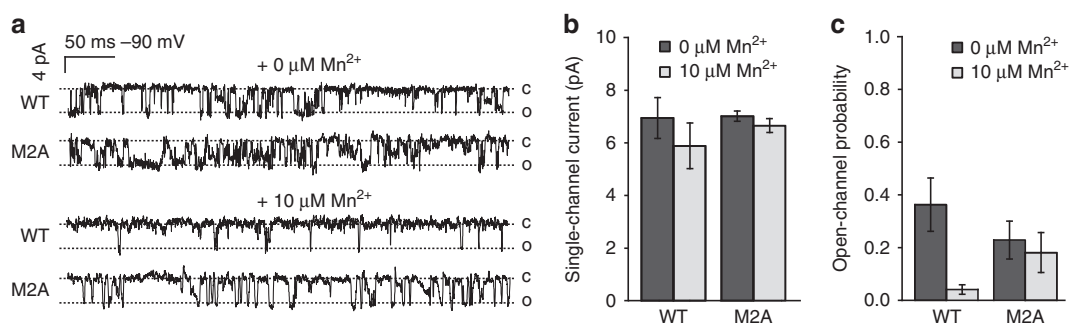 a
4 pA
50 ms –90 mV
+ 0 μM Mn2+
WT
c
o
M2A
c
o
+ 10 μM Mn2+
WT
c
o
M2A
c
o
b
Single-channel current (pA)
10
8
6
4
2
0
0 μM Mn2+
10 μM Mn2+
WT M2A
c
Open-channel probability
1.0
0.8
0.6
0.4
0.2
0.0
0 μM Mn2+
10 μM Mn2+
WT M2A